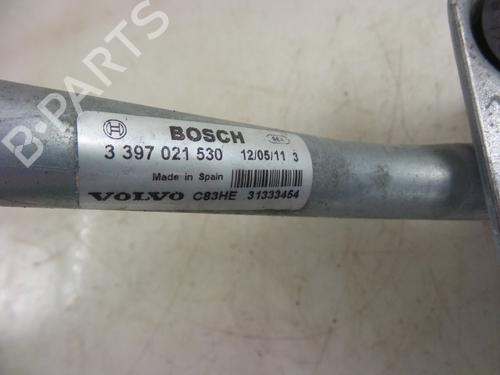 B-PARTS
BOSCH
3 397 021 530 12/05/11 3
Made in Spain
VOLVO C83HE 31333454